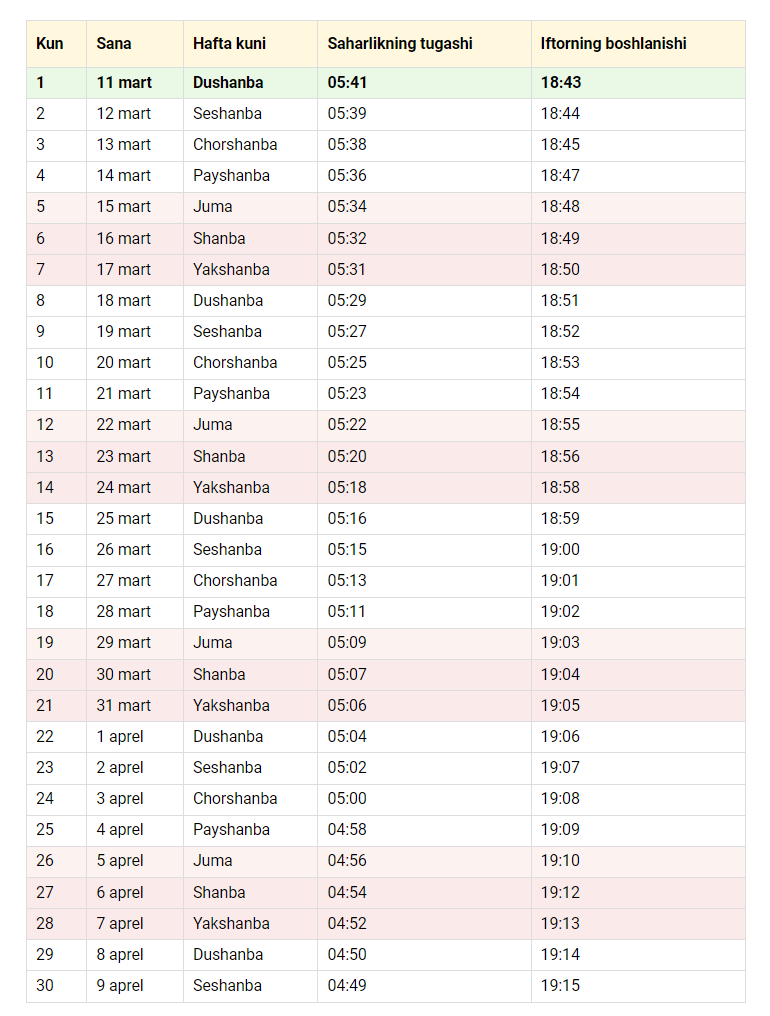 Kun Sana Hafta kuni Saharlikning tugashi Iftorning boshlanishi
1 11 mart Dushanba 05:41 18:43
2 12 mart Seshanba 05:39 18:44
3 13 mart Chorshanba 05:38 18:45
4 14 mart Payshanba 05:36 18:47
5 15 mart Juma 05:34 18:48
6 16 mart Shanba 05:32 18:49
7 17 mart Yakshanba 05:31 18:50
8 18 mart Dushanba 05:29 18:51
9 19 mart Seshanba 05:27 18:52
10 20 mart Chorshanba 05:25 18:53
11 21 mart Payshanba 05:23 18:54
12 22 mart Juma 05:22 18:55
13 23 mart Shanba 05:20 18:56
14 24 mart Yakshanba 05:18 18:58
15 25 mart Dushanba 05:16 18:59
16 26 mart Seshanba 05:15 19:00
17 27 mart Chorshanba 05:13 19:01
18 28 mart Payshanba 05:11 19:02
19 29 mart Juma 05:09 19:03
20 30 mart Shanba 05:07 19:04
21 31 mart Yakshanba 05:06 19:05
22 1 aprel Dushanba 05:04 19:06
23 2 aprel Seshanba 05:02 19:07
24 3 aprel Chorshanba 05:00 19:08
25 4 aprel Payshanba 04:58 19:09
26 5 aprel Juma 04:56 19:10
27 6 aprel Shanba 04:54 19:12
28 7 aprel Yakshanba 04:52 19:13
29 8 aprel Dushanba 04:50 19:14
30 9 aprel Seshanba 04:49 19:15